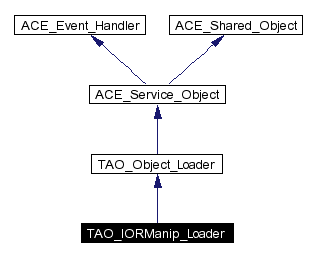 ACE_Event_Handler
ACE_Shared_Object
ACE_Service_Object
TAO_Object_Loader
TAO_IORManip_Loader